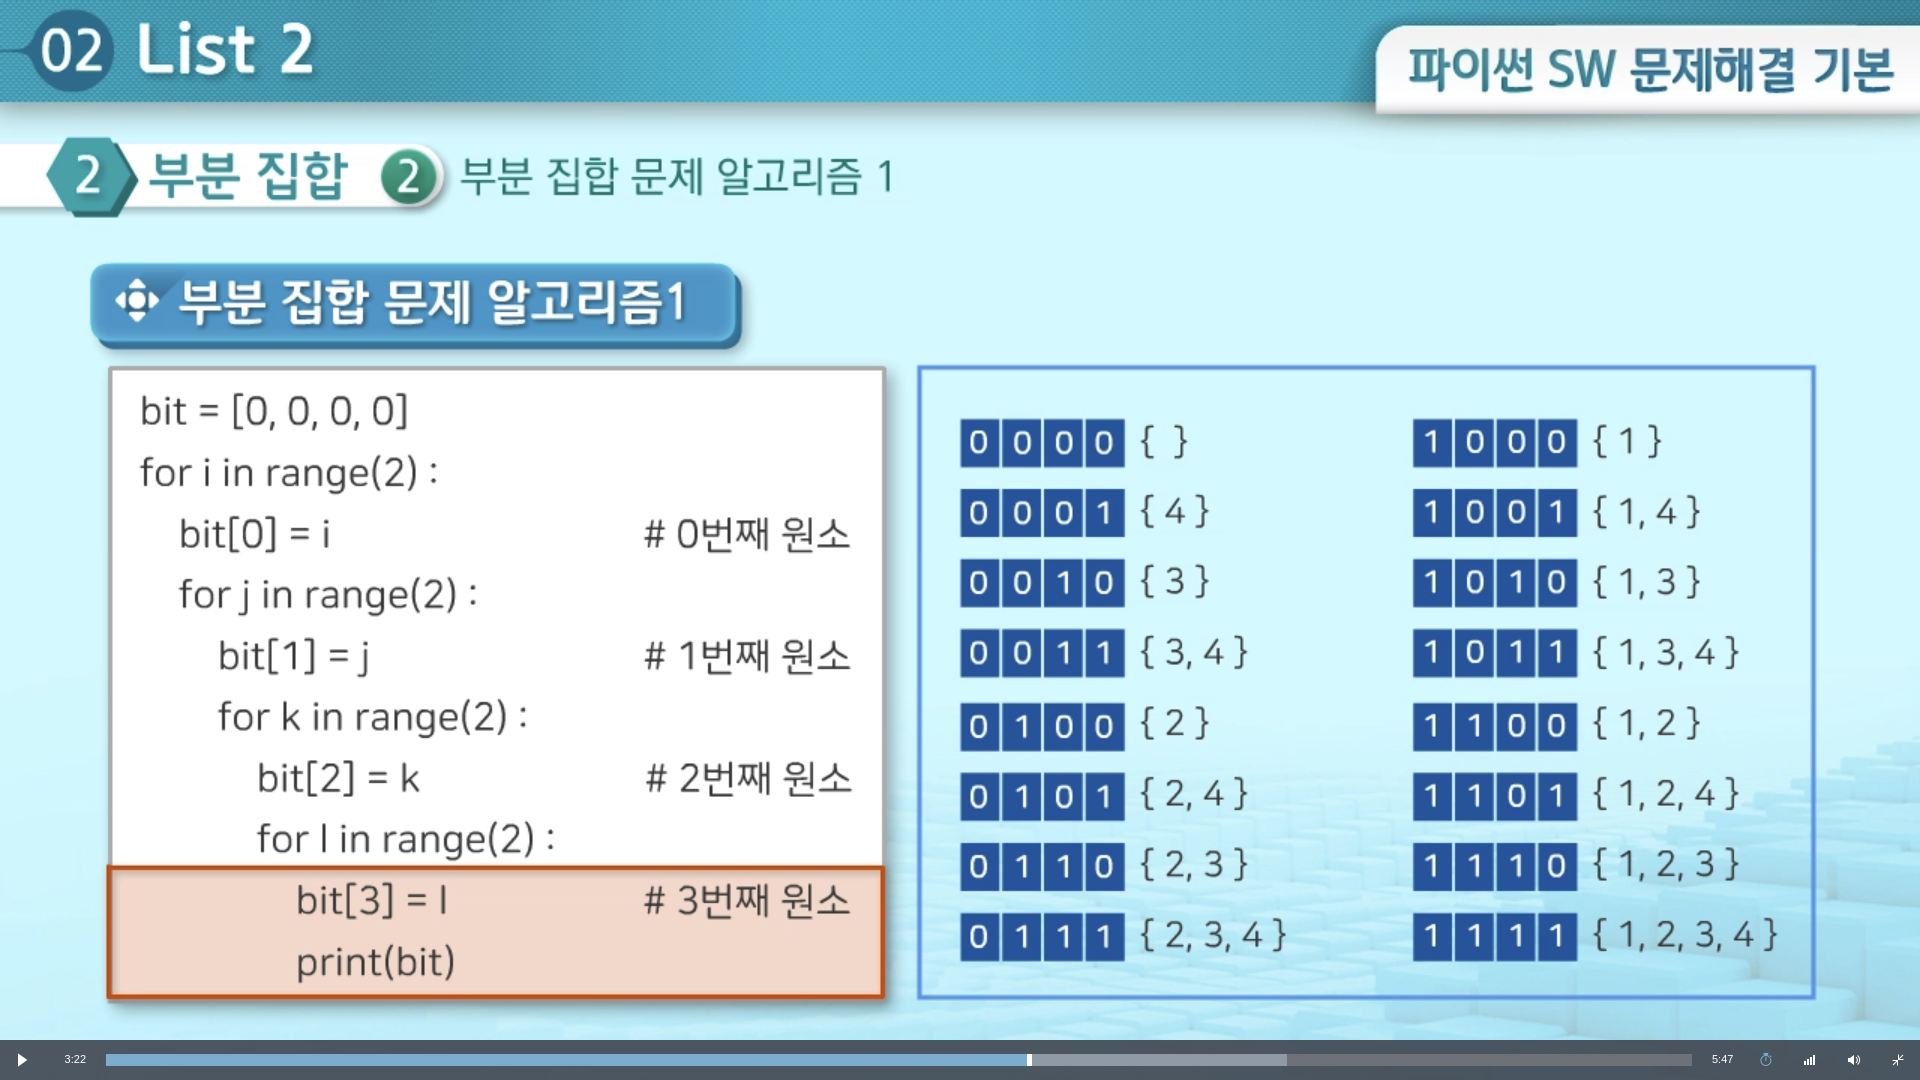 02 List 2
파이썬 SW 문제해결 기본
2 부분 집합 2 부분 집합 문제 알고리즘 1
부분 집합 문제 알고리즘1
bit = [0, 0, 0, 0]
for i in range(2) :
bit[0] = i # 0번째 원소
for j in range(2) :
bit[1] = j # 1번째 원소
for k in range(2) :
bit[2] = k # 2번째 원소
for l in range(2) :
bit[3] = l # 3번째 원소
print(bit)
0 0 0 0 { }
0 0 0 1 { 4 }
0 0 1 0 { 3 }
0 0 1 1 { 3, 4 }
0 1 0 0 { 2 }
0 1 0 1 { 2, 4 }
0 1 1 0 { 2, 3 }
0 1 1 1 { 2, 3, 4 }
1 0 0 0 { 1 }
1 0 0 1 { 1, 4 }
1 0 1 0 { 1, 3 }
1 0 1 1 { 1, 3, 4 }
1 1 0 0 { 1, 2 }
1 1 0 1 { 1, 2, 4 }
1 1 1 0 { 1, 2, 3 }
1 1 1 1 { 1, 2, 3, 4 }
3:22 5:47